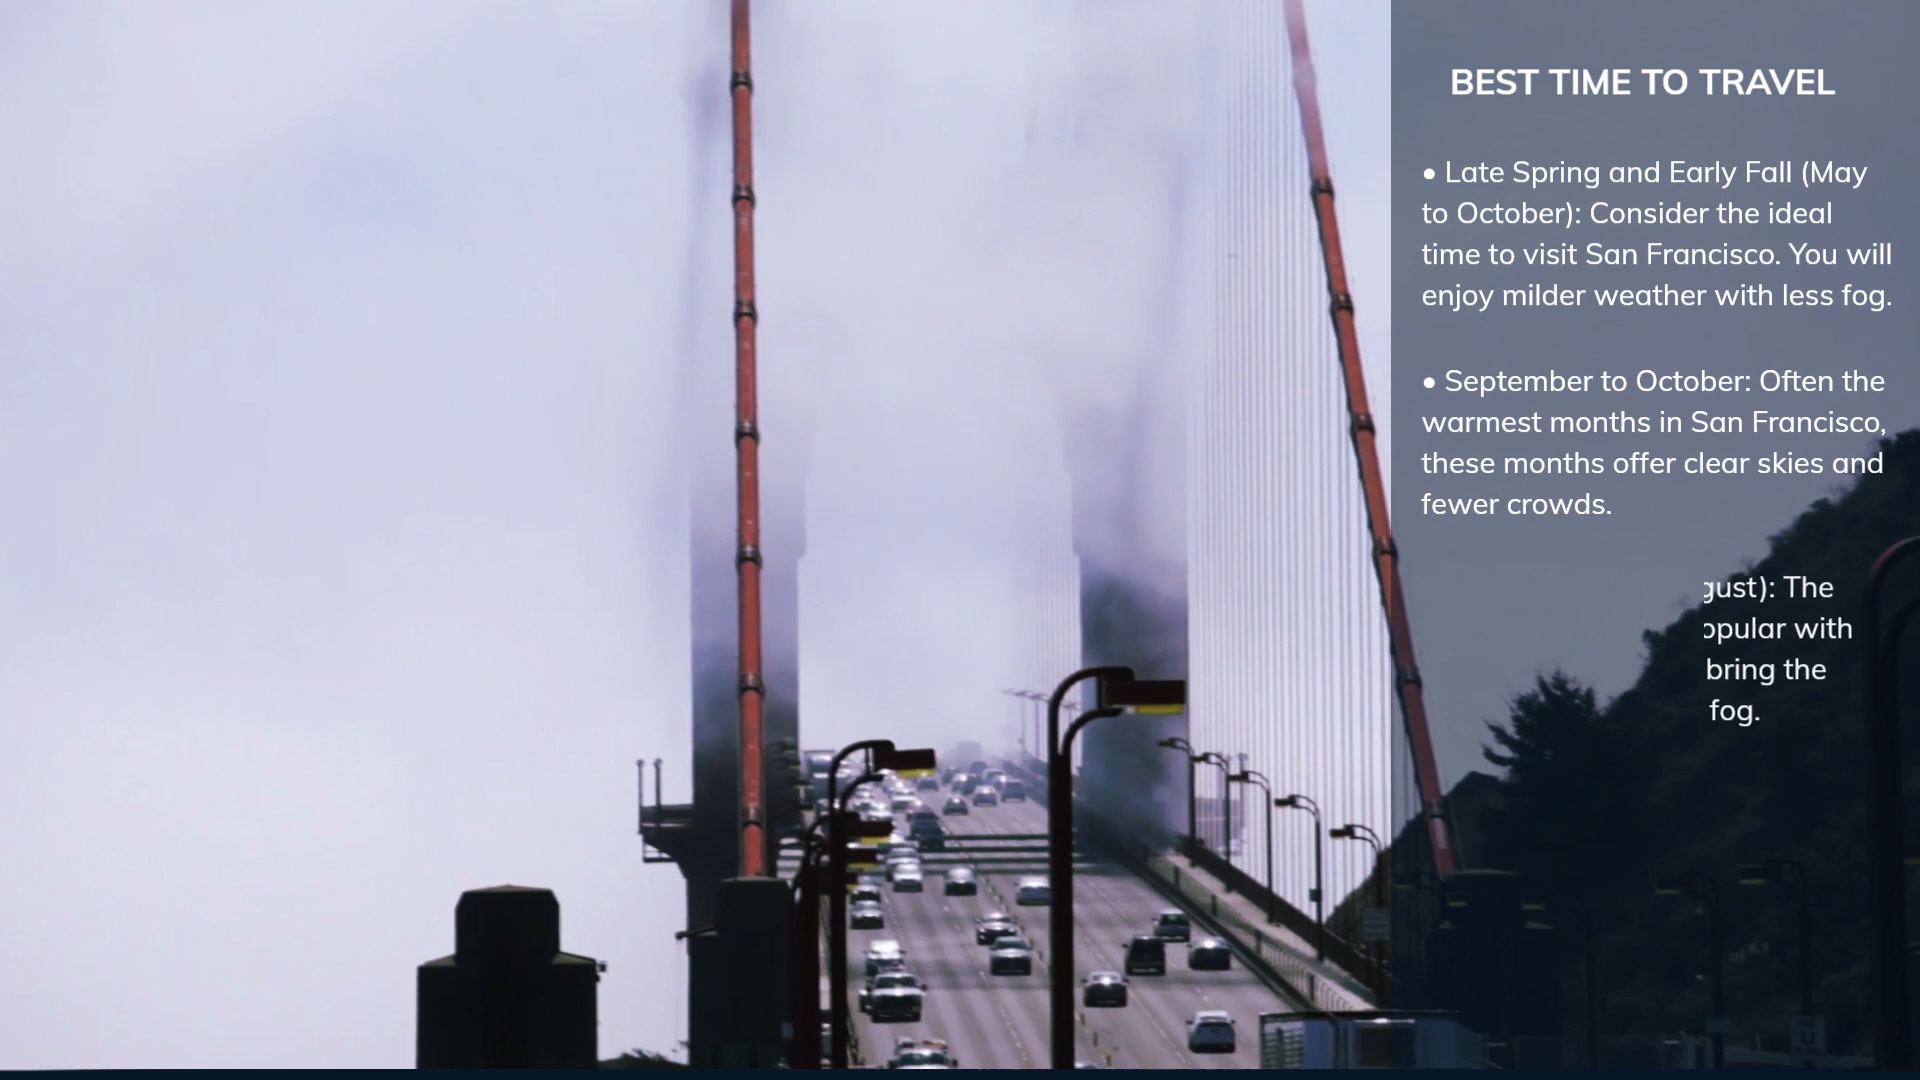 BEST TIME TO TRAVEL
• Late Spring and Early Fall (May
to October): Consider the ideal
time to visit San Francisco. You will
enjoy milder weather with less fog.
• September to October: Often the
warmest months in San Francisco,
these months offer clear skies and
fewer crowds.
gust): The
opular with
bring the
fog.